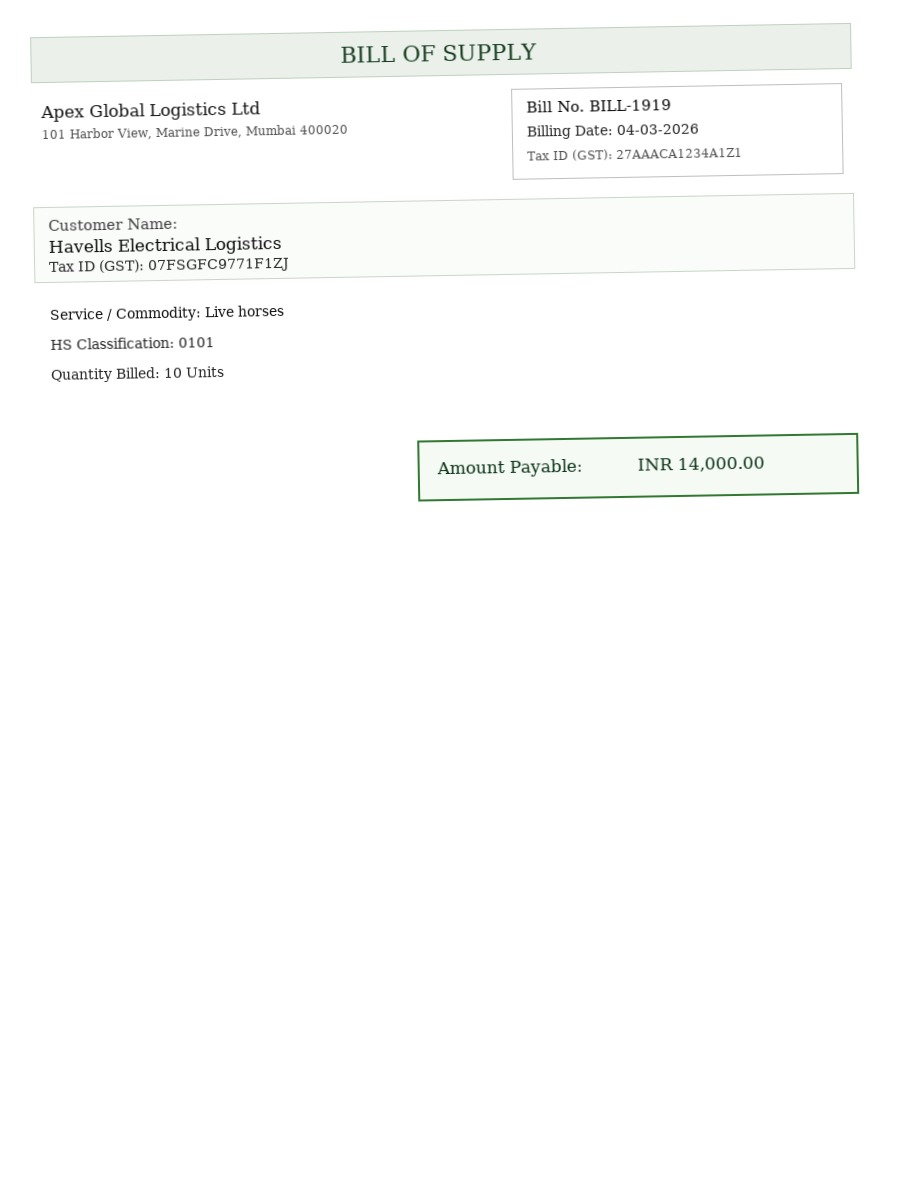 BILL OF SUPPLY
Apex Global Logistics Ltd
101 Harbor View, Marine Drive, Mumbai 400020
Bill No. BILL-1919
Billing Date: 04-03-2026
Tax ID (GST): 27AAACA1234A1Z1
Customer Name:
Havells Electrical Logistics
Tax ID (GST): 07FSGFC9771F1ZJ
Service / Commodity: Live horses
HS Classification: 0101
Quantity Billed: 10 Units
Amount Payable: INR 14,000.00